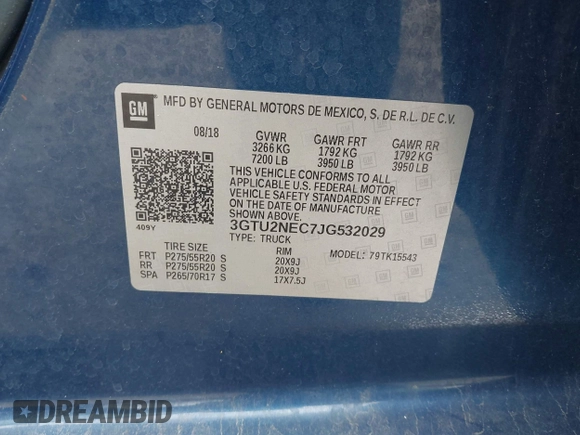 GM
MFD BY GENERAL MOTORS DE MEXICO, S. DE R.L. DE C.V.
08/18 GVWR GAWR FRT GAWR RR
3266 KG 1792 KG 1792 KG
7200 LB 3950 LB 3950 LB
THIS VEHICLE CONFORMS TO ALL
APPLICABLE U.S. FEDERAL MOTOR
VEHICLE SAFETY STANDARDS IN EFFECT
ON THE DATE OF MANUFACTURE
SHOWN ABOVE.
409Y 3GTU2NEC7JG532029
TYPE: TRUCK
TIRE SIZE RIM MODEL: 79TK15543
FRT P275/55R20 S 20X9J
RR P275/55R20 S 20X9J
SPA P265/70R17 S 17X7.5J
DREAMBID